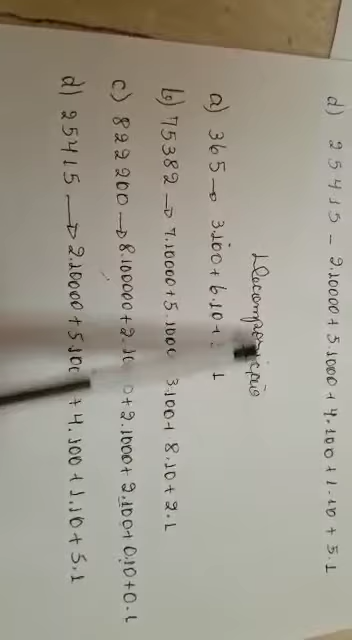 d) 25415 - 2.10000 + 5.1000 + 4.100 + 1.10 + 5.1
Decomposição
a) 365 → 3.100 + 6.10 + 1
b) 75382 → 7.10000 + 5.1000 3.100 + 8.10 + 2.1
c) 822200 → 8.100000 + 2.10 0 + 2.1000 + 2.100 + 0.10 + 0.1
d) 25415 → 2.10000 + 5.100 + 4.100 + 1.10 + 5.1